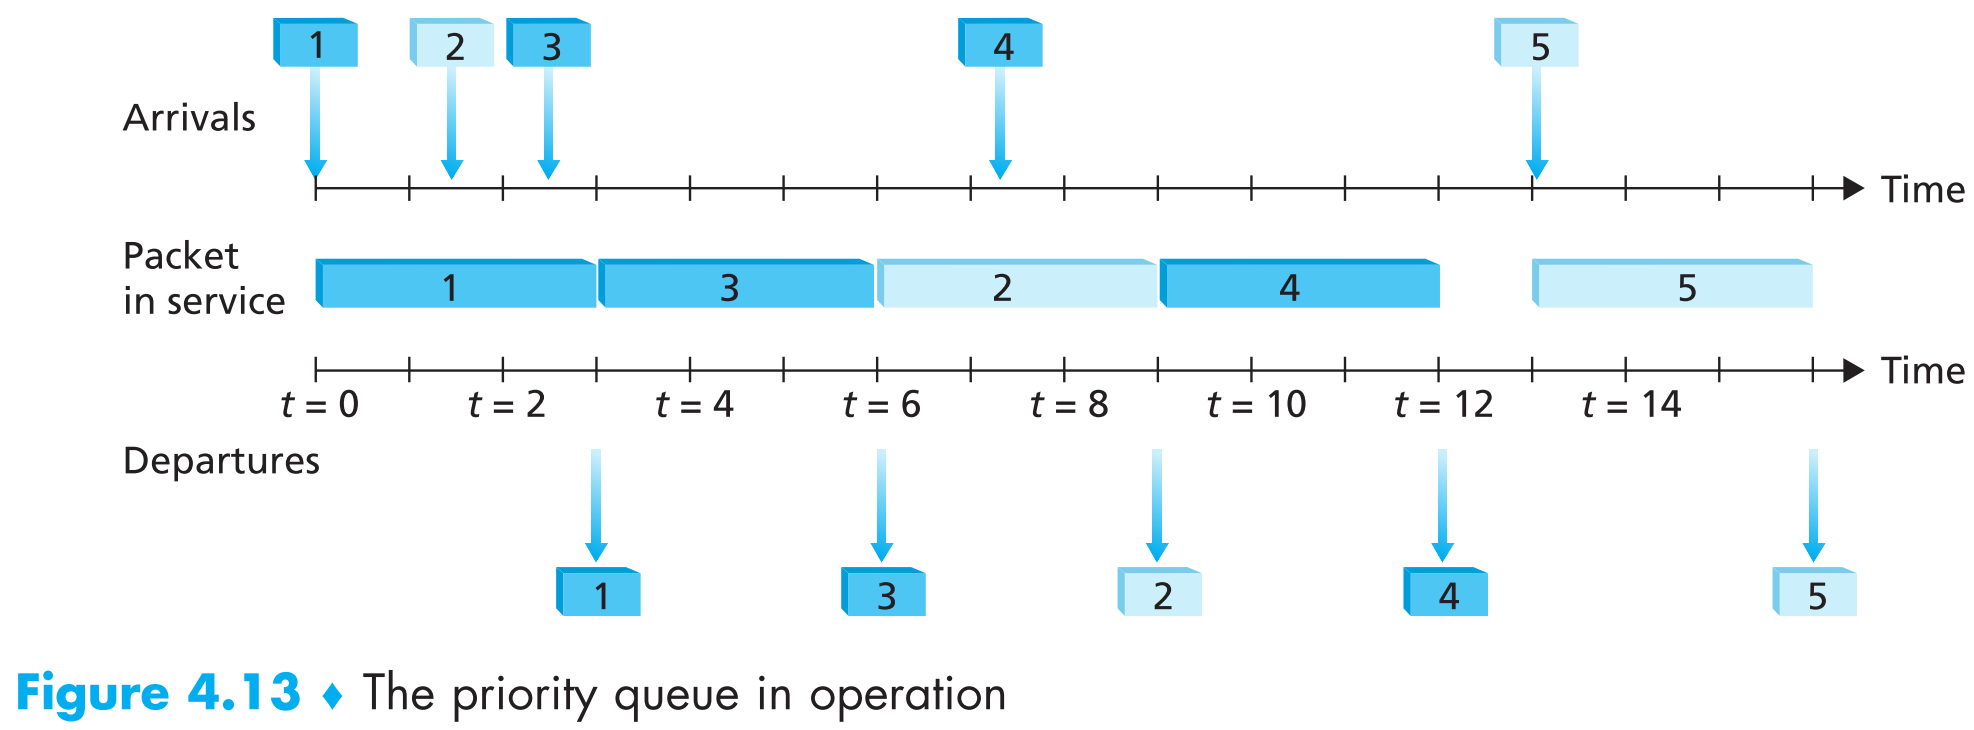 1 2 3 4 5
Arrivals
Time
Packet
in service
1 3 2 4 5
Time
t = 0 t = 2 t = 4 t = 6 t = 8 t = 10 t = 12 t = 14
Departures
1 3 2 4 5
Figure 4.13 ♦ The priority queue in operation